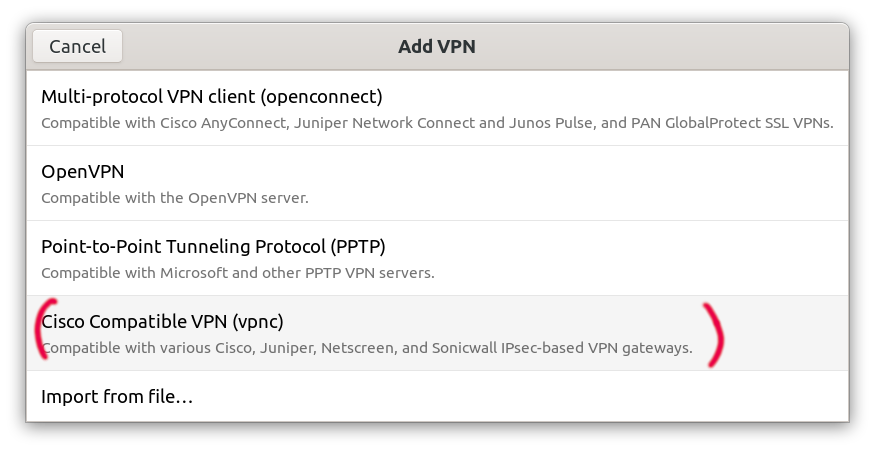 Cancel
Add VPN
Multi-protocol VPN client (openconnect)
Compatible with Cisco AnyConnect, Juniper Network Connect and Junos Pulse, and PAN GlobalProtect SSL VPNs.
OpenVPN
Compatible with the OpenVPN server.
Point-to-Point Tunneling Protocol (PPTP)
Compatible with Microsoft and other PPTP VPN servers.
Cisco Compatible VPN (vpnc)
Compatible with various Cisco, Juniper, Netscreen, and Sonicwall IPsec-based VPN gateways.
Import from file…